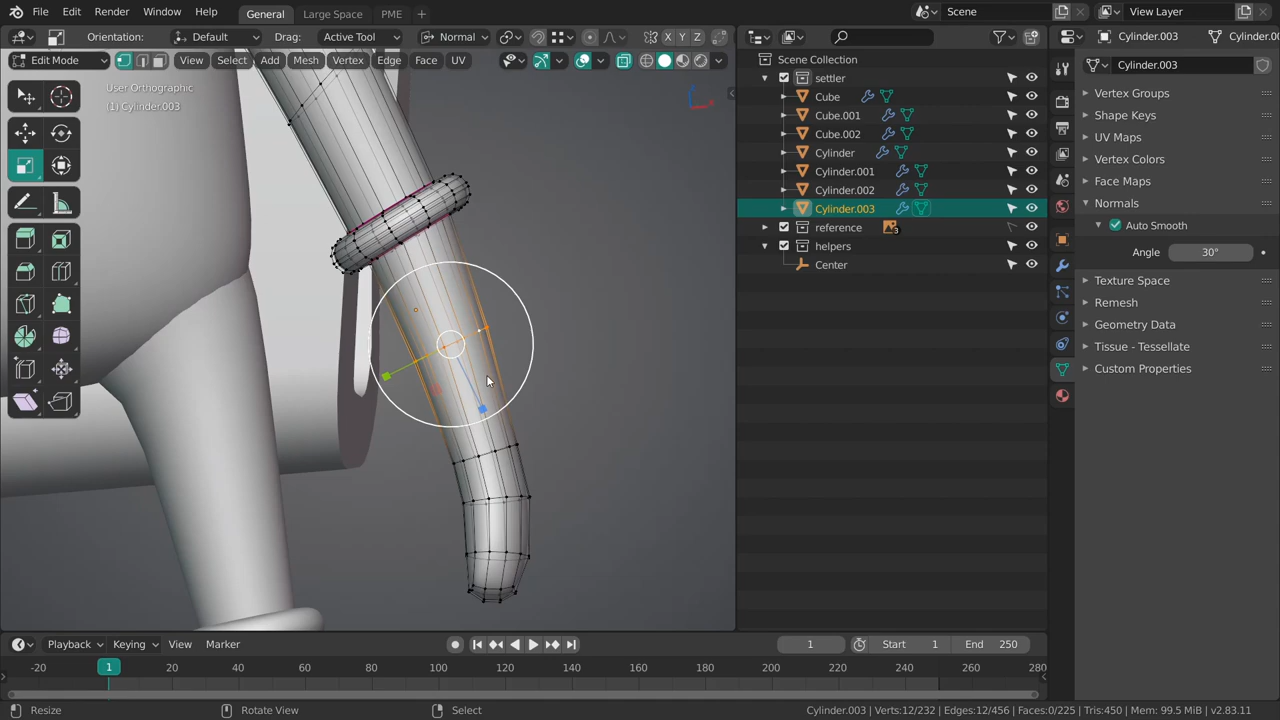 File Edit Render Window Help General Large Space PME + Scene View Layer
Orientation: Default Drag: Active Tool Normal X Y Z Cylinder.003 Cylinder.00
Edit Mode View Select Add Mesh Vertex Edge Face UV
User Orthographic
(1) Cylinder.003
Scene Collection
settler
Cube
Cube.001
Cube.002
Cylinder
Cylinder.001
Cylinder.002
Cylinder.003
reference 3
helpers
Center
Cylinder.003
Vertex Groups
Shape Keys
UV Maps
Vertex Colors
Face Maps
Normals
Auto Smooth
Angle 30°
Texture Space
Remesh
Geometry Data
Tissue - Tessellate
Custom Properties
Playback Keying View Marker 1 Start 1 End 250
-20 1 20 40 60 80 100 120 140 160 180 200 220 240 260 280
Resize Rotate View Select Cylinder.003 | Verts:12/232 | Edges:12/456 | Faces:0/225 | Tris:450 | Mem: 99.5 MiB | v2.83.11